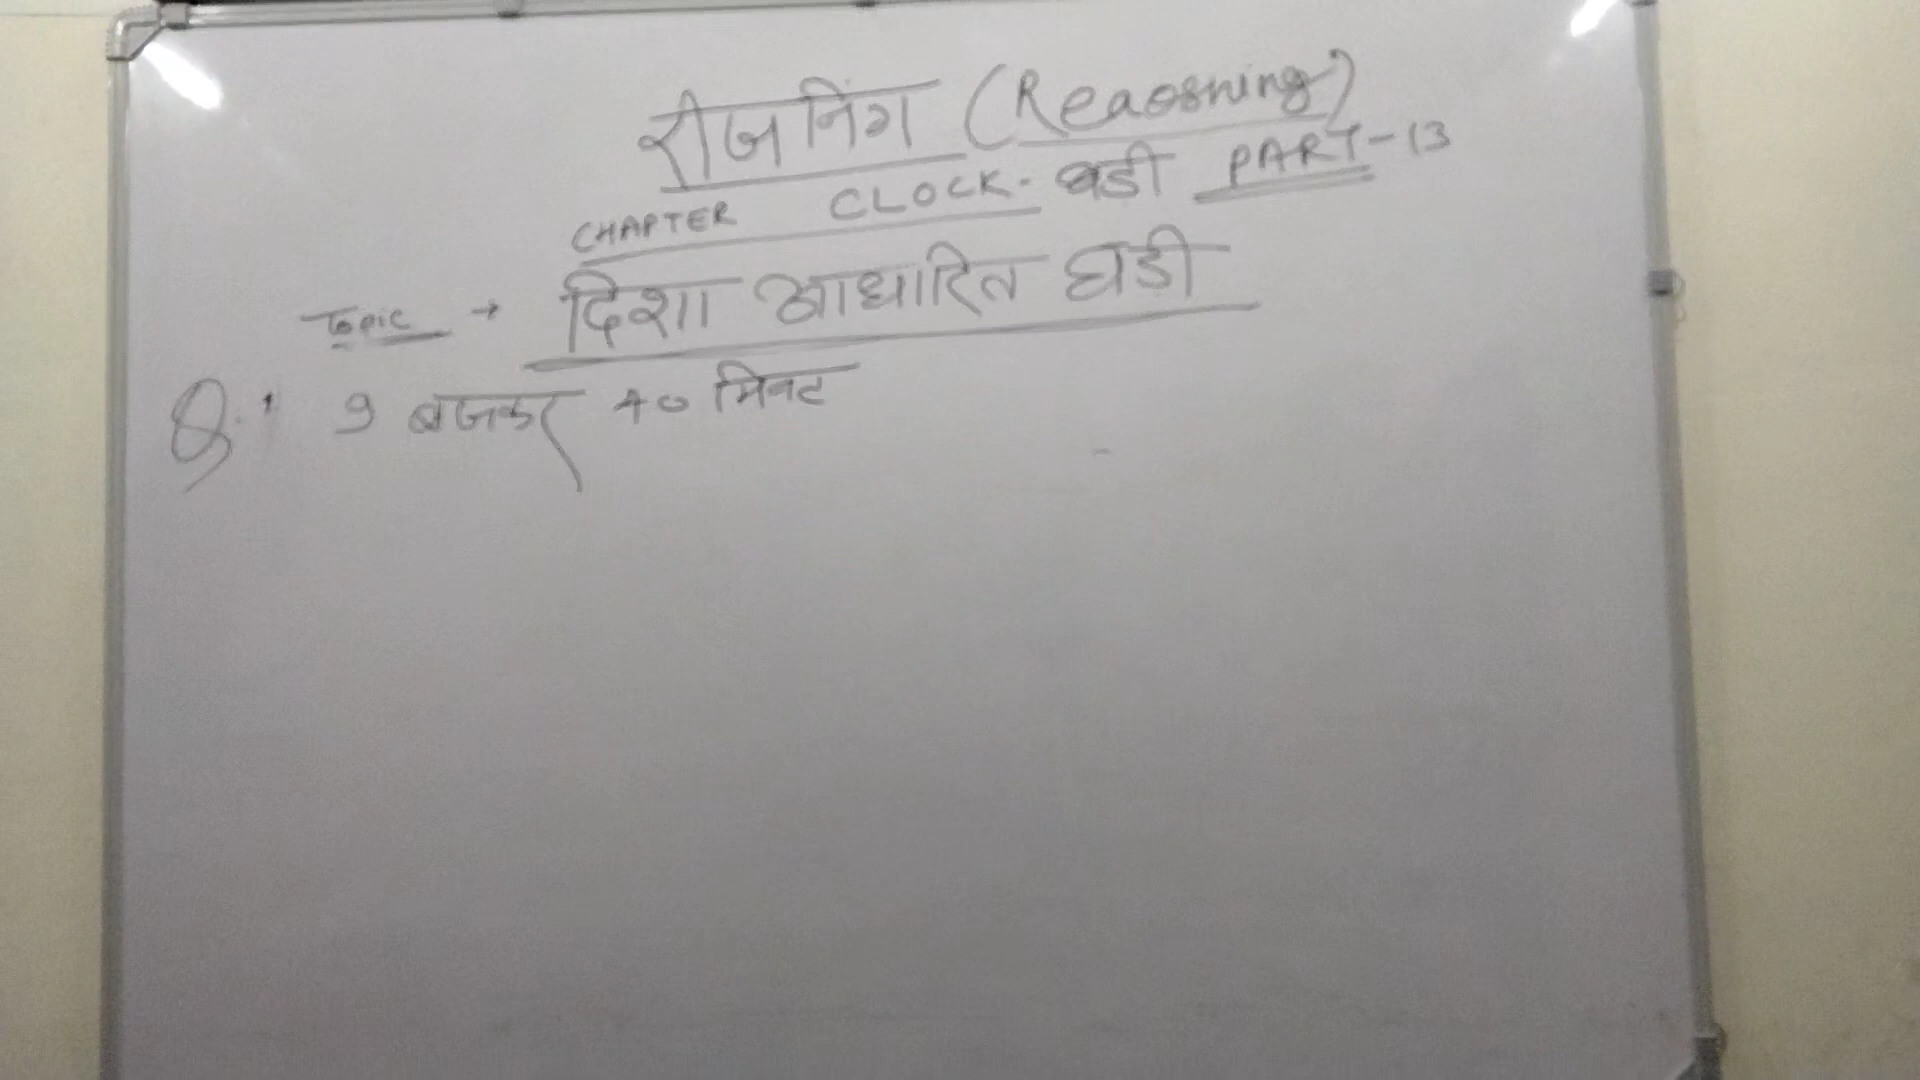 रीजनिंग (Reasoning)
CHAPTER CLOCK. घडी PART-13
Topic → दिशा आधारित घडी
Q.1 9 बजकर 40 मिनट